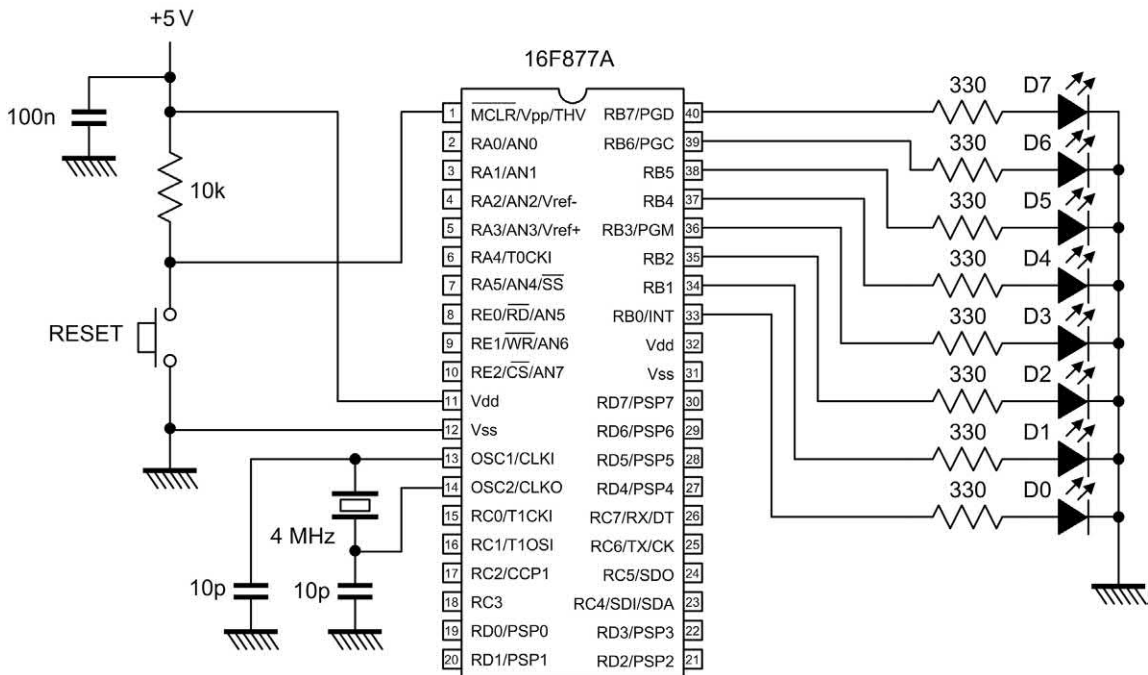 +5 V
16F877A
100n
10k
RESET
4 MHz
10p
10p
1 MCLR/Vpp/THV
2 RA0/AN0
3 RA1/AN1
4 RA2/AN2/Vref-
5 RA3/AN3/Vref+
6 RA4/T0CKI
7 RA5/AN4/SS
8 RE0/RD/AN5
9 RE1/WR/AN6
10 RE2/CS/AN7
11 Vdd
12 Vss
13 OSC1/CLKI
14 OSC2/CLKO
15 RC0/T1CKI
16 RC1/T1OSI
17 RC2/CCP1
18 RC3
19 RD0/PSP0
20 RD1/PSP1
RB7/PGD 40
RB6/PGC 39
RB5 38
RB4 37
RB3/PGM 36
RB2 35
RB1 34
RB0/INT 33
Vdd 32
Vss 31
RD7/PSP7 30
RD6/PSP6 29
RD5/PSP5 28
RD4/PSP4 27
RC7/RX/DT 26
RC6/TX/CK 25
RC5/SDO 24
RC4/SDI/SDA 23
RD3/PSP3 22
RD2/PSP2 21
330 D7
330 D6
330 D5
330 D4
330 D3
330 D2
330 D1
330 D0